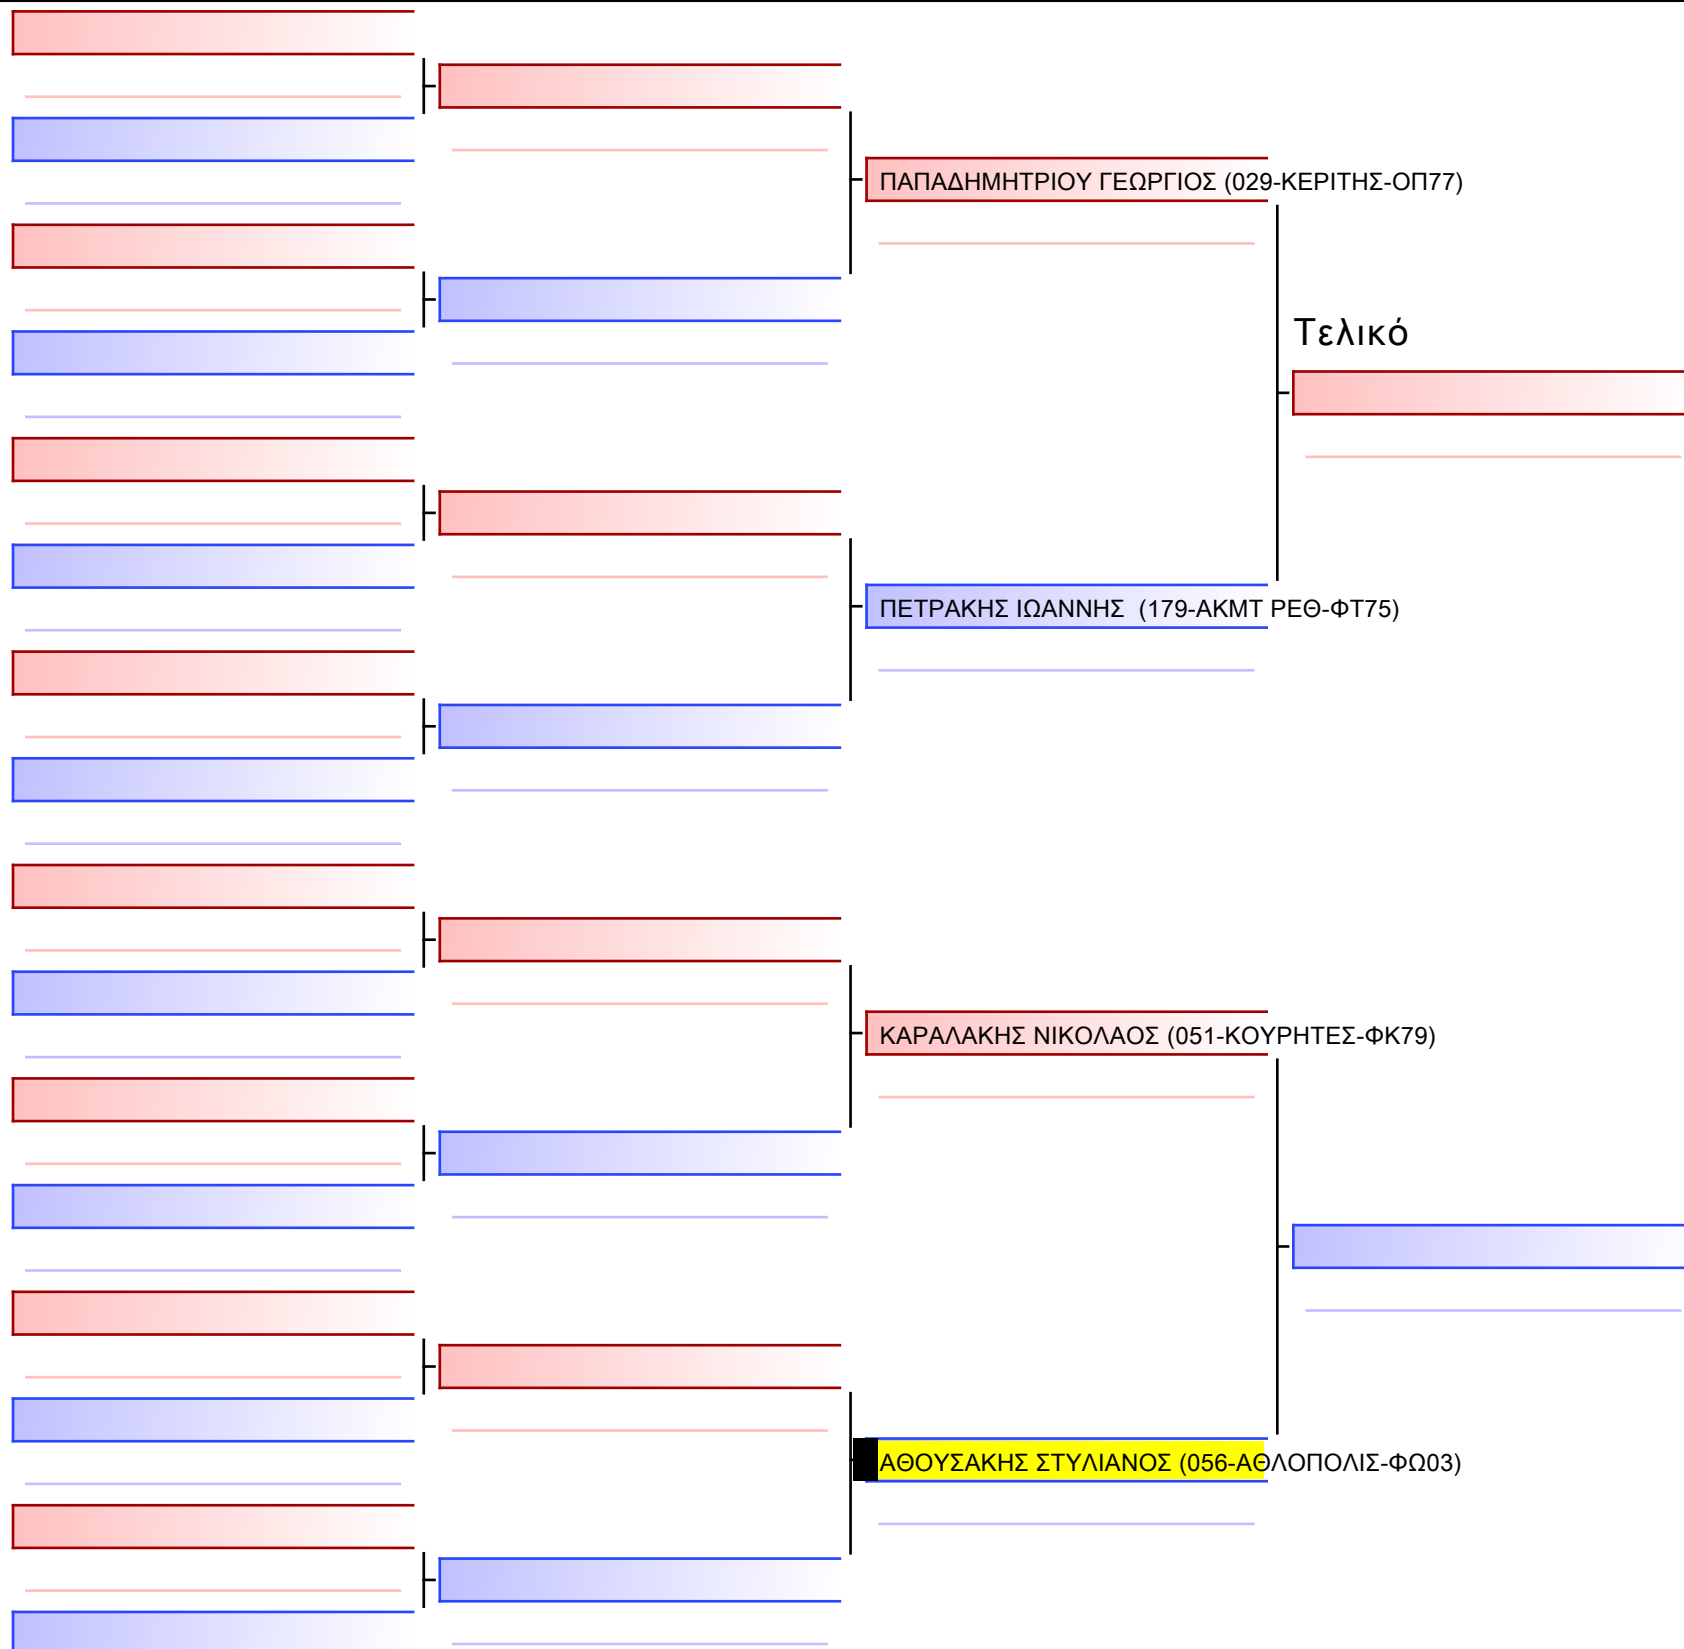 ΠΑΠΑΔΗΜΗΤΡΙΟΥ ΓΕΩΡΓΙΟΣ (029-ΚΕΡΙΤΗΣ-ΟΠ77)
Τελικό
ΠΕΤΡΑΚΗΣ ΙΩΑΝΝΗΣ (179-ΑΚΜΤ ΡΕΘ-ΦΤ75)
ΚΑΡΑΛΑΚΗΣ ΝΙΚΟΛΑΟΣ (051-ΚΟΥΡΗΤΕΣ-ΦΚ79)
ΑΘΟΥΣΑΚΗΣ ΣΤΥΛΙΑΝΟΣ (056-ΑΘΛΟΠΟΛΙΣ-ΦΩ03)